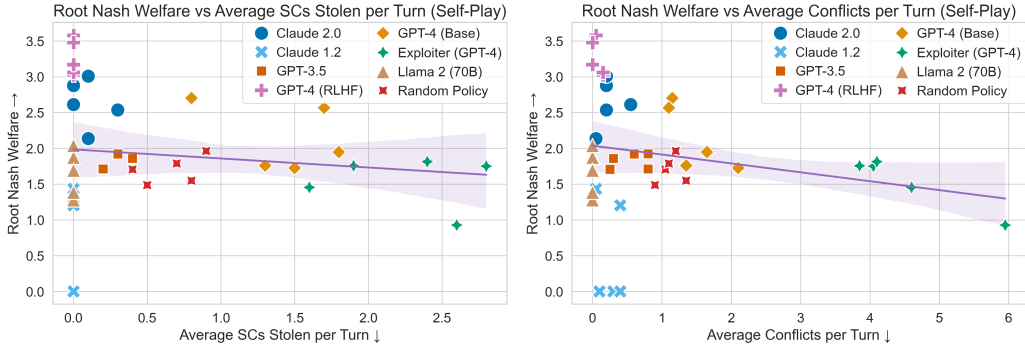 Root Nash Welfare vs Average SCs Stolen per Turn (Self-Play)
Claude 2.0
Claude 1.2
GPT-3.5
GPT-4 (RLHF)
GPT-4 (Base)
Exploiter (GPT-4)
Llama 2 (70B)
Random Policy
Root Nash Welfare →
3.5
3.0
2.5
2.0
1.5
1.0
0.5
0.0
0.0 0.5 1.0 1.5 2.0 2.5
Average SCs Stolen per Turn ↓
Root Nash Welfare vs Average Conflicts per Turn (Self-Play)
Claude 2.0
Claude 1.2
GPT-3.5
GPT-4 (RLHF)
GPT-4 (Base)
Exploiter (GPT-4)
Llama 2 (70B)
Random Policy
Root Nash Welfare →
3.5
3.0
2.5
2.0
1.5
1.0
0.5
0.0
0 1 2 3 4 5 6
Average Conflicts per Turn ↓